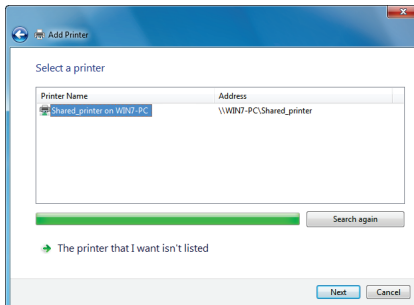 Add Printer
Select a printer
Printer Name Address
Shared_printer on WIN7-PC \\WIN7-PC\Shared_printer
Search again
The printer that I want isn't listed
Next Cancel